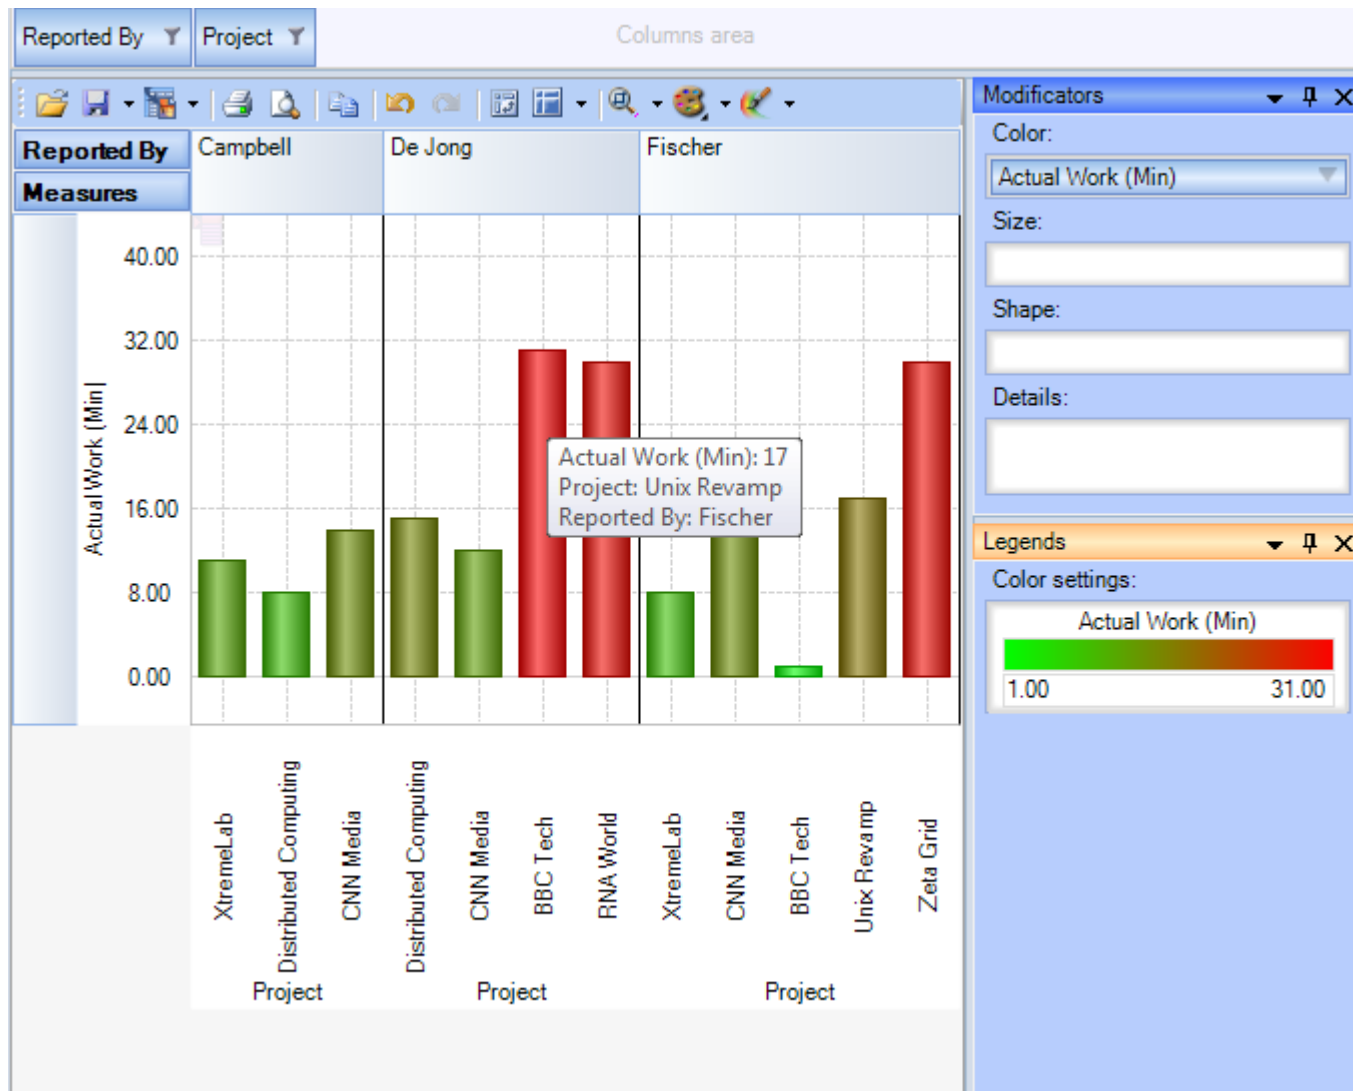 Reported By
Project
Columns area
Modificators
Color:
Actual Work (Min)
Size:
Shape:
Details:
Reported By
Campbell
De Jong
Fischer
Measures
40.00
32.00
24.00
16.00
8.00
0.00
Actual Work (Min)
Actual Work (Min): 17
Project: Unix Revamp
Reported By: Fischer
Legends
Color settings:
Actual Work (Min)
1.00
31.00
XtremeLab
Distributed Computing
CNN Media
Distributed Computing
CNN Media
BBC Tech
RNA World
XtremeLab
CNN Media
BBC Tech
Unix Revamp
Zeta Grid
Project
Project
Project